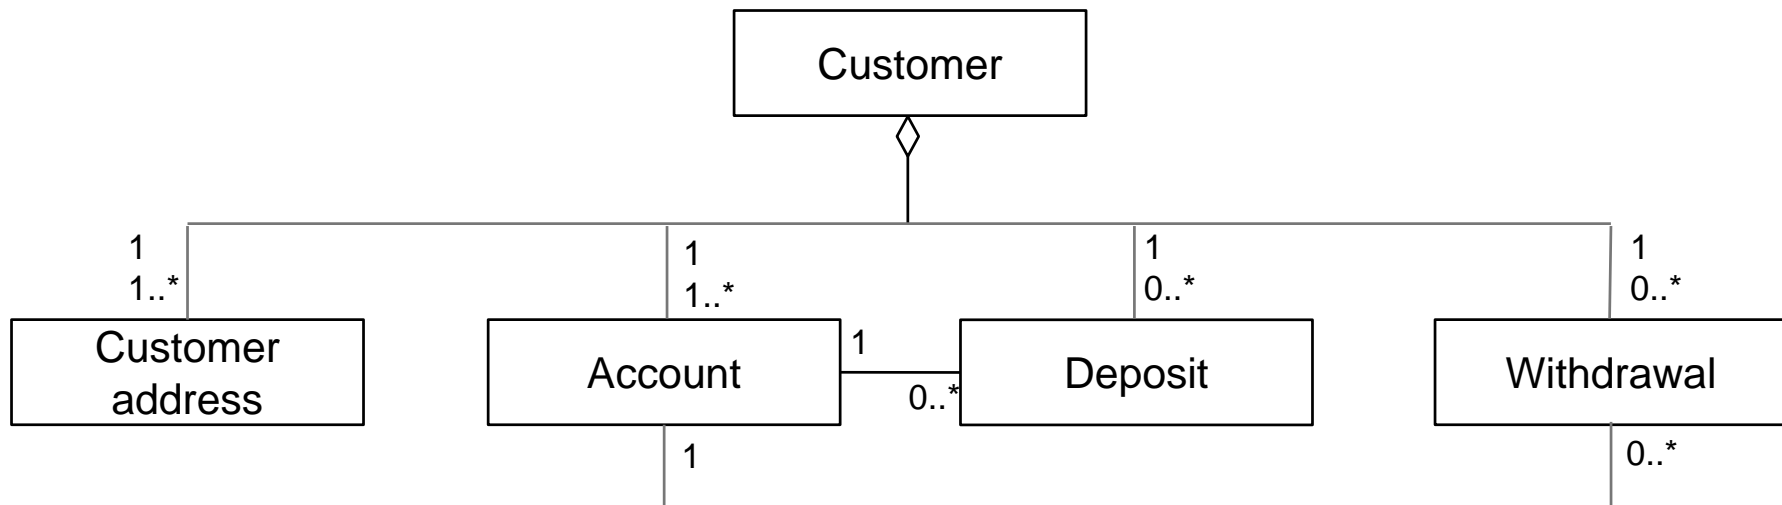 Customer
1
1..*
1
1..*
1
0..*
1
0..*
Customer
address
Account
1
0..*
Deposit
Withdrawal
1
0..*